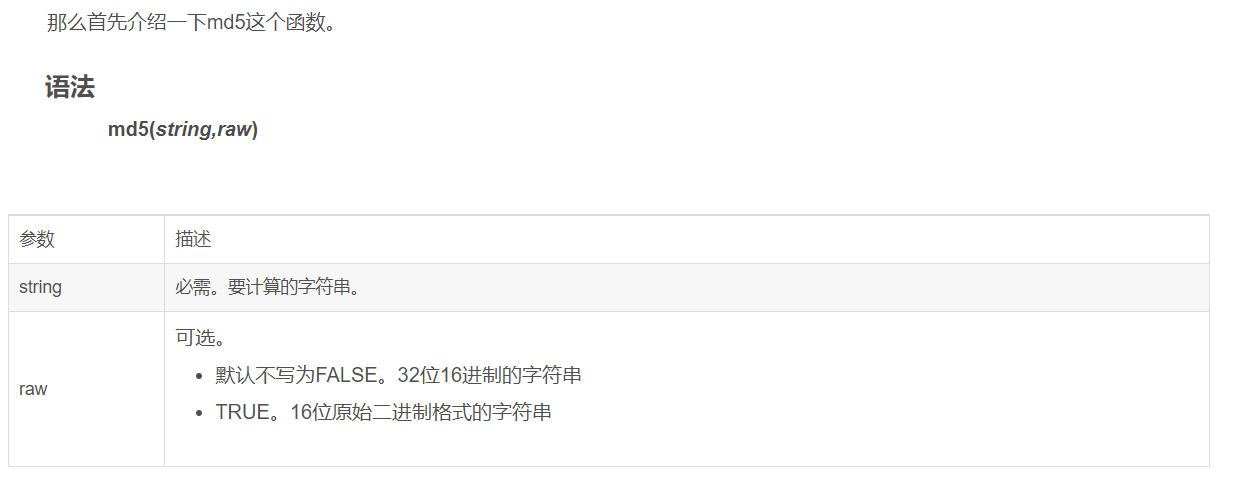 那么首先介绍一下md5这个函数。
语法
md5(string,raw)
参数 描述
string 必需。要计算的字符串。
可选。
默认不写为FALSE。32位16进制的字符串
raw
TRUE。16位原始二进制格式的字符串